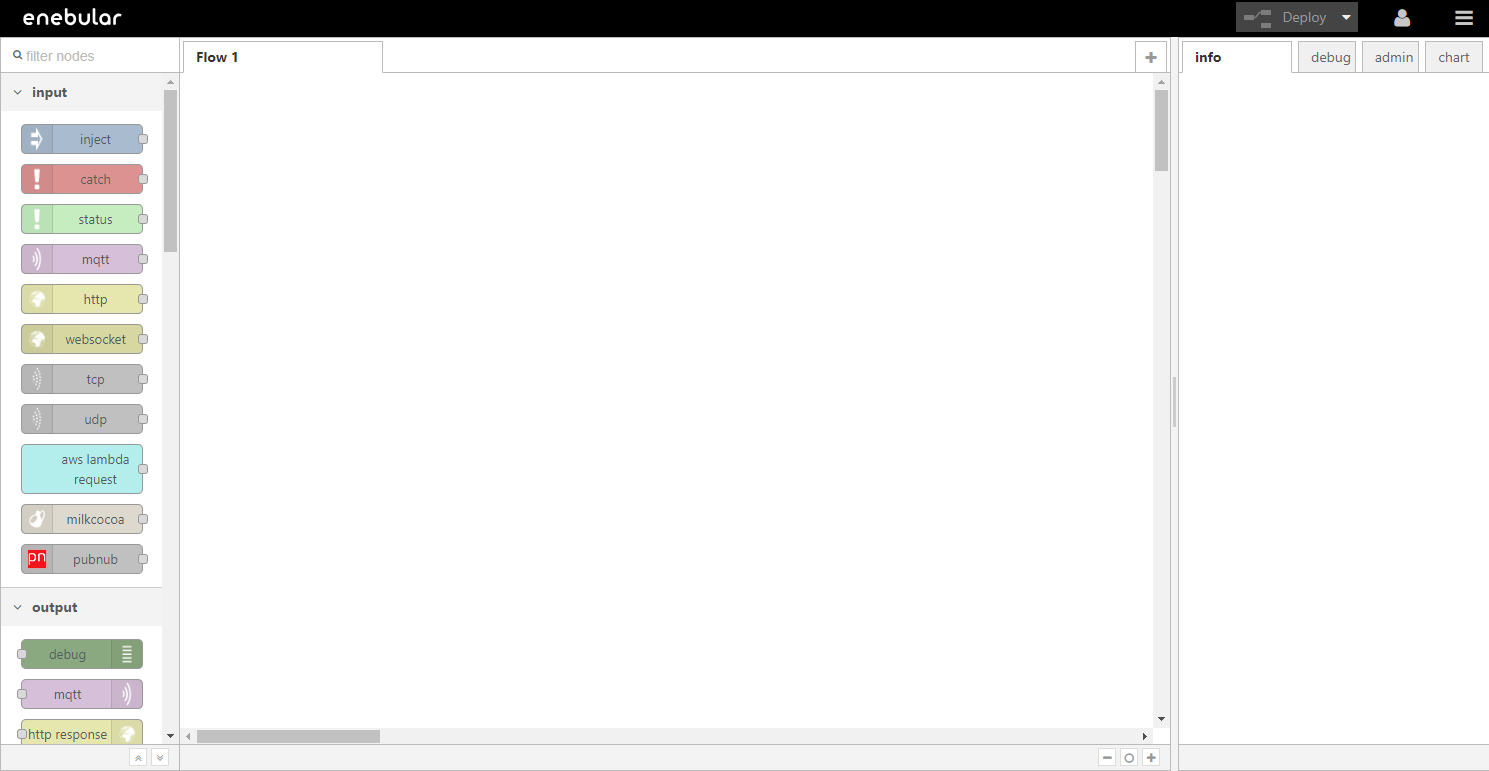 enebular
Deploy
filter nodes
Flow 1
info
debug
admin
chart
input
inject
catch
status
mqtt
http
websocket
tcp
udp
aws lambda
request
milkcocoa
pn
pubnub
output
debug
mqtt
http response